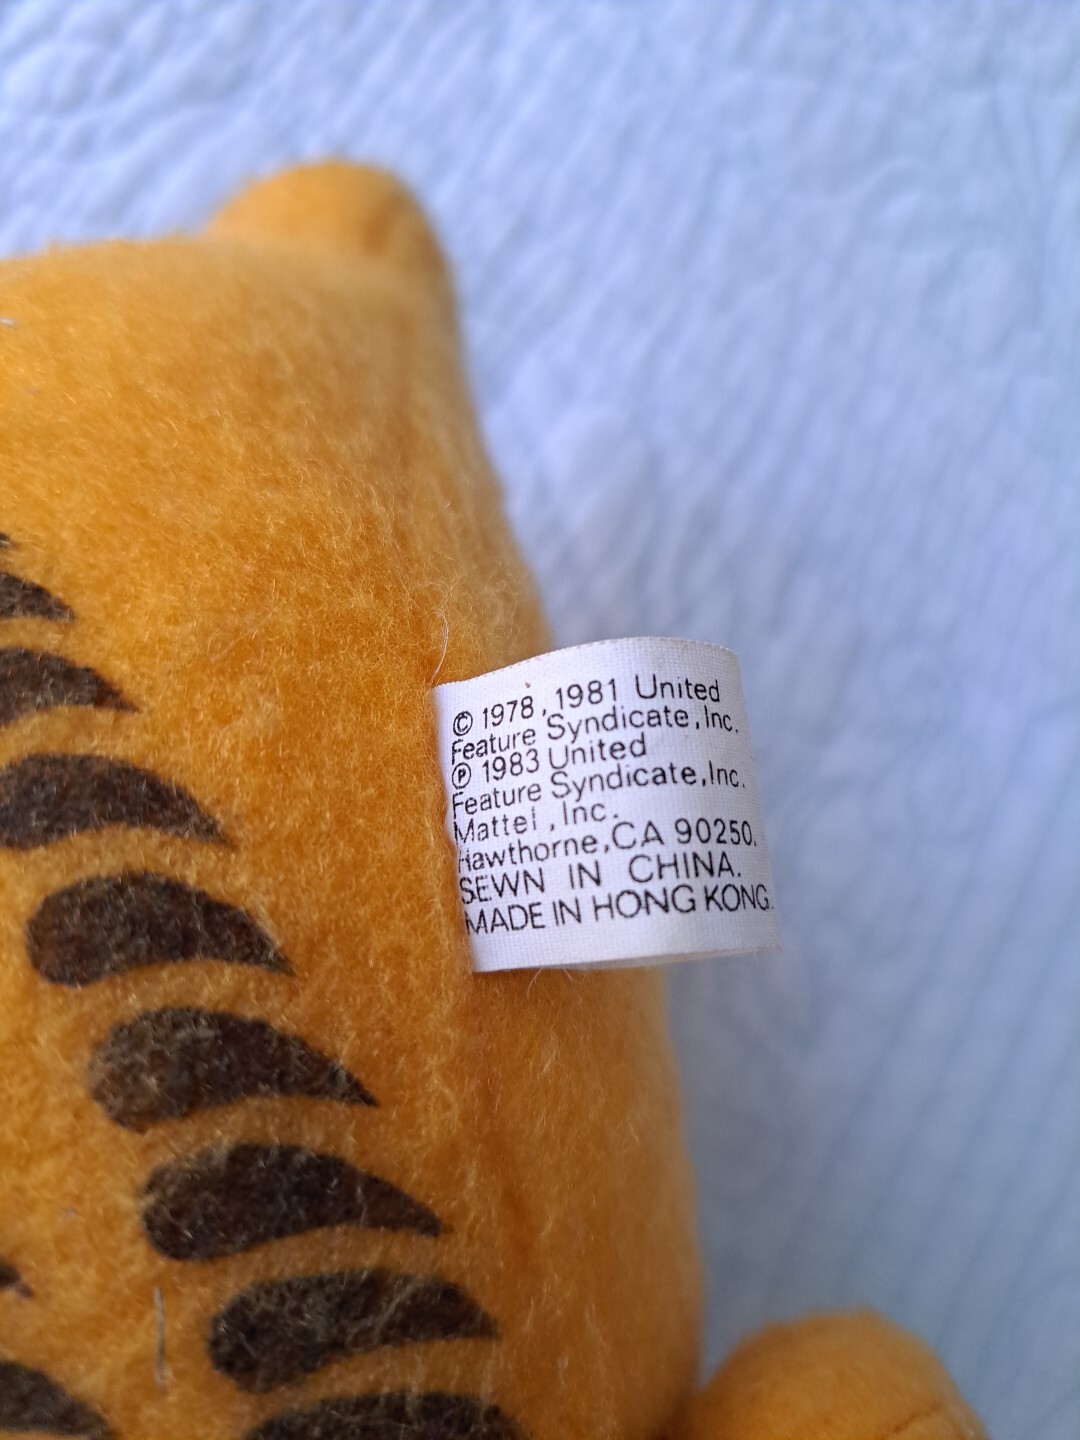 © 1978, 1981 United
Feature Syndicate, Inc.
℗ 1983 United
Feature Syndicate, Inc.
Mattel, Inc.
Hawthorne, CA 90250.
SEWN IN CHINA.
MADE IN HONG KONG.